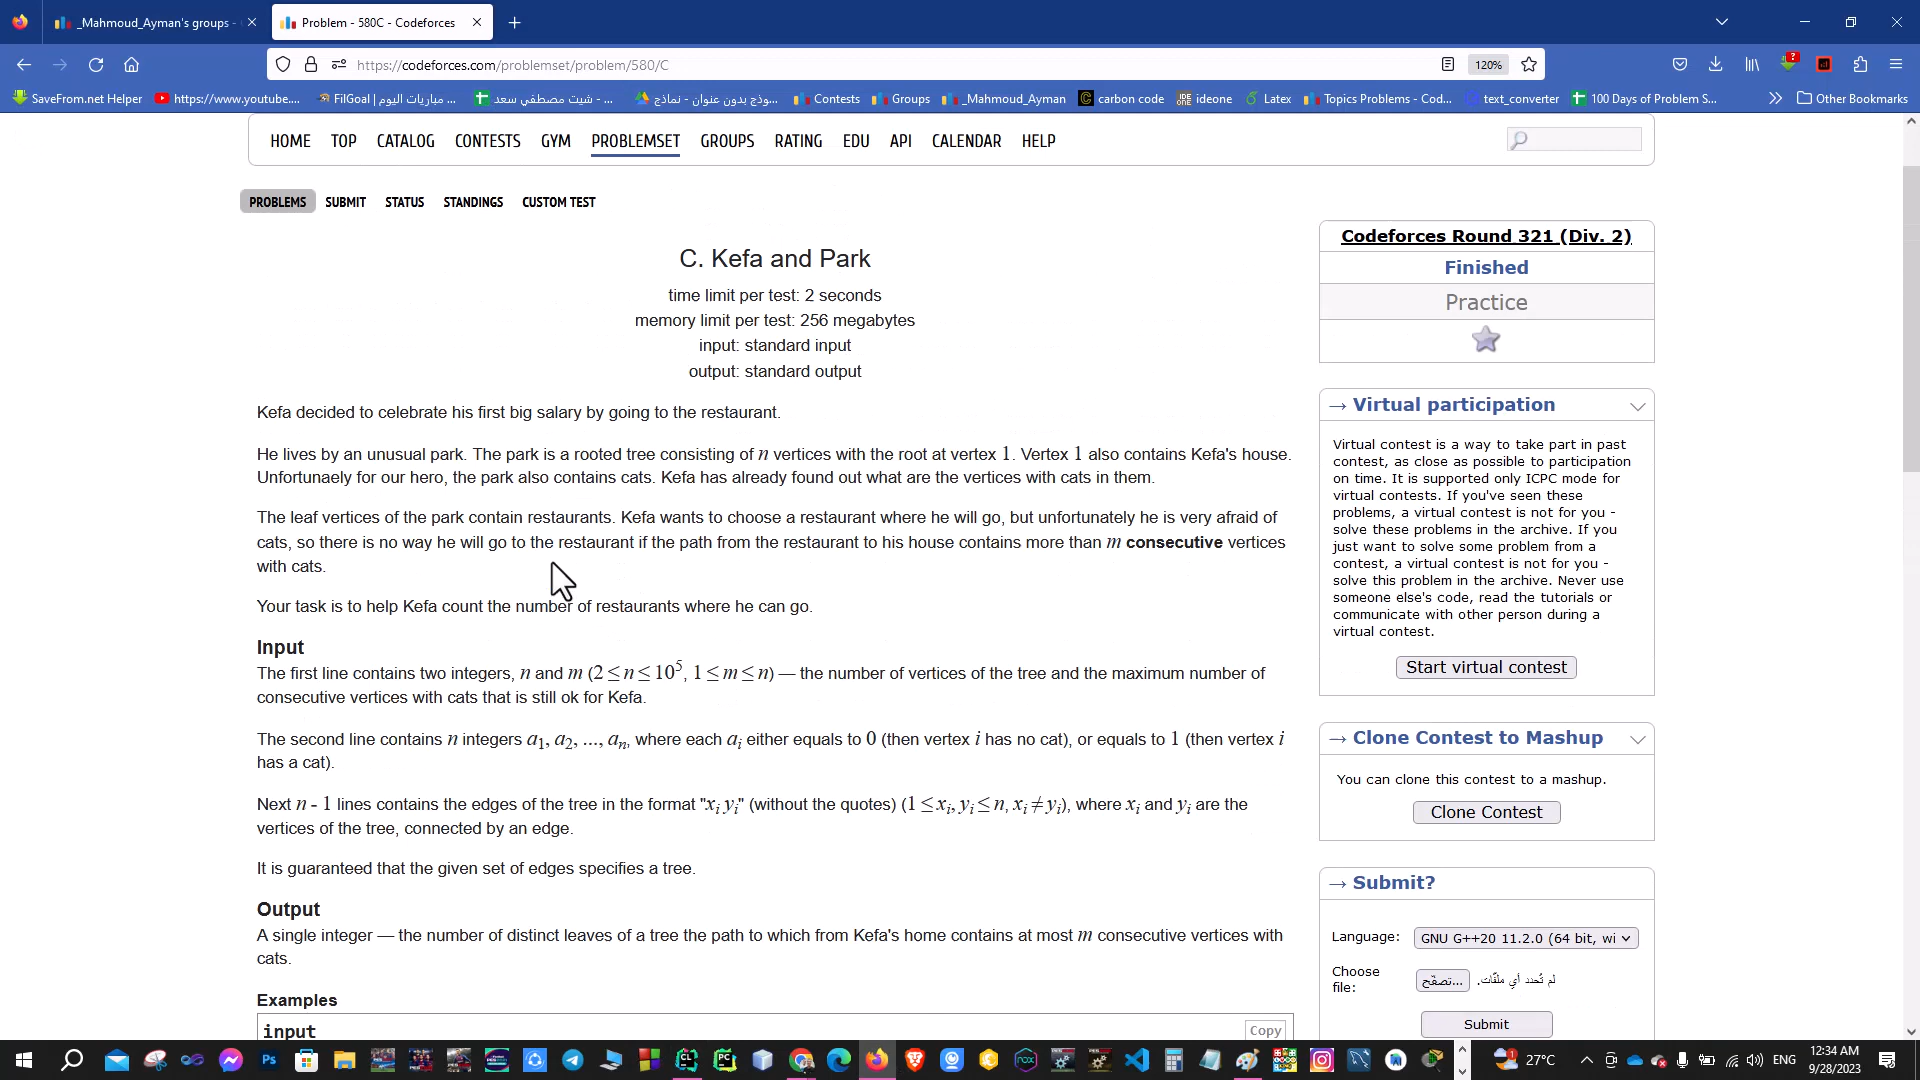 _Mahmoud_Ayman's groups -
Problem - 580C - Codeforces
https://codeforces.com/problemset/problem/580/C
120%
SaveFrom.net Helper
https://www.youtube....
FilGoal | مباريات اليوم ...
شيت مصطفي سعد - ...
نموذج بدون عنوان - نماذج...
Contests
Groups
_Mahmoud_Ayman
carbon code
ideone
Latex
Topics Problems - Cod...
text_converter
100 Days of Problem S...
Other Bookmarks
HOME TOP CATALOG CONTESTS GYM PROBLEMSET GROUPS RATING EDU API CALENDAR HELP
PROBLEMS SUBMIT STATUS STANDINGS CUSTOM TEST
C. Kefa and Park
time limit per test: 2 seconds
memory limit per test: 256 megabytes
input: standard input
output: standard output
Kefa decided to celebrate his first big salary by going to the restaurant.
He lives by an unusual park. The park is a rooted tree consisting of n vertices with the root at vertex 1. Vertex 1 also contains Kefa's house.
Unfortunaely for our hero, the park also contains cats. Kefa has already found out what are the vertices with cats in them.
The leaf vertices of the park contain restaurants. Kefa wants to choose a restaurant where he will go, but unfortunately he is very afraid of
cats, so there is no way he will go to the restaurant if the path from the restaurant to his house contains more than m consecutive vertices
with cats.
Your task is to help Kefa count the number of restaurants where he can go.
Input
The first line contains two integers, n and m (2 ≤ n ≤ 10⁵, 1 ≤ m ≤ n) — the number of vertices of the tree and the maximum number of
consecutive vertices with cats that is still ok for Kefa.
The second line contains n integers a₁, a₂, ..., aₙ, where each aᵢ either equals to 0 (then vertex i has no cat), or equals to 1 (then vertex i
has a cat).
Next n - 1 lines contains the edges of the tree in the format "xᵢ yᵢ" (without the quotes) (1 ≤ xᵢ, yᵢ ≤ n, xᵢ ≠ yᵢ), where xᵢ and yᵢ are the
vertices of the tree, connected by an edge.
It is guaranteed that the given set of edges specifies a tree.
Output
A single integer — the number of distinct leaves of a tree the path to which from Kefa's home contains at most m consecutive vertices with
cats.
Examples
input
Copy
Codeforces Round 321 (Div. 2)
Finished
Practice
→ Virtual participation
Virtual contest is a way to take part in past
contest, as close as possible to participation
on time. It is supported only ICPC mode for
virtual contests. If you've seen these
problems, a virtual contest is not for you -
solve these problems in the archive. If you
just want to solve some problem from a
contest, a virtual contest is not for you -
solve this problem in the archive. Never use
someone else's code, read the tutorials or
communicate with other person during a
virtual contest.
Start virtual contest
→ Clone Contest to Mashup
You can clone this contest to a mashup.
Clone Contest
→ Submit?
Language: GNU G++20 11.2.0 (64 bit, wi
Choose
file:
تصفّح...
لم تُحدد أي ملفّات.
Submit
27°C
ENG
12:34 AM
9/28/2023